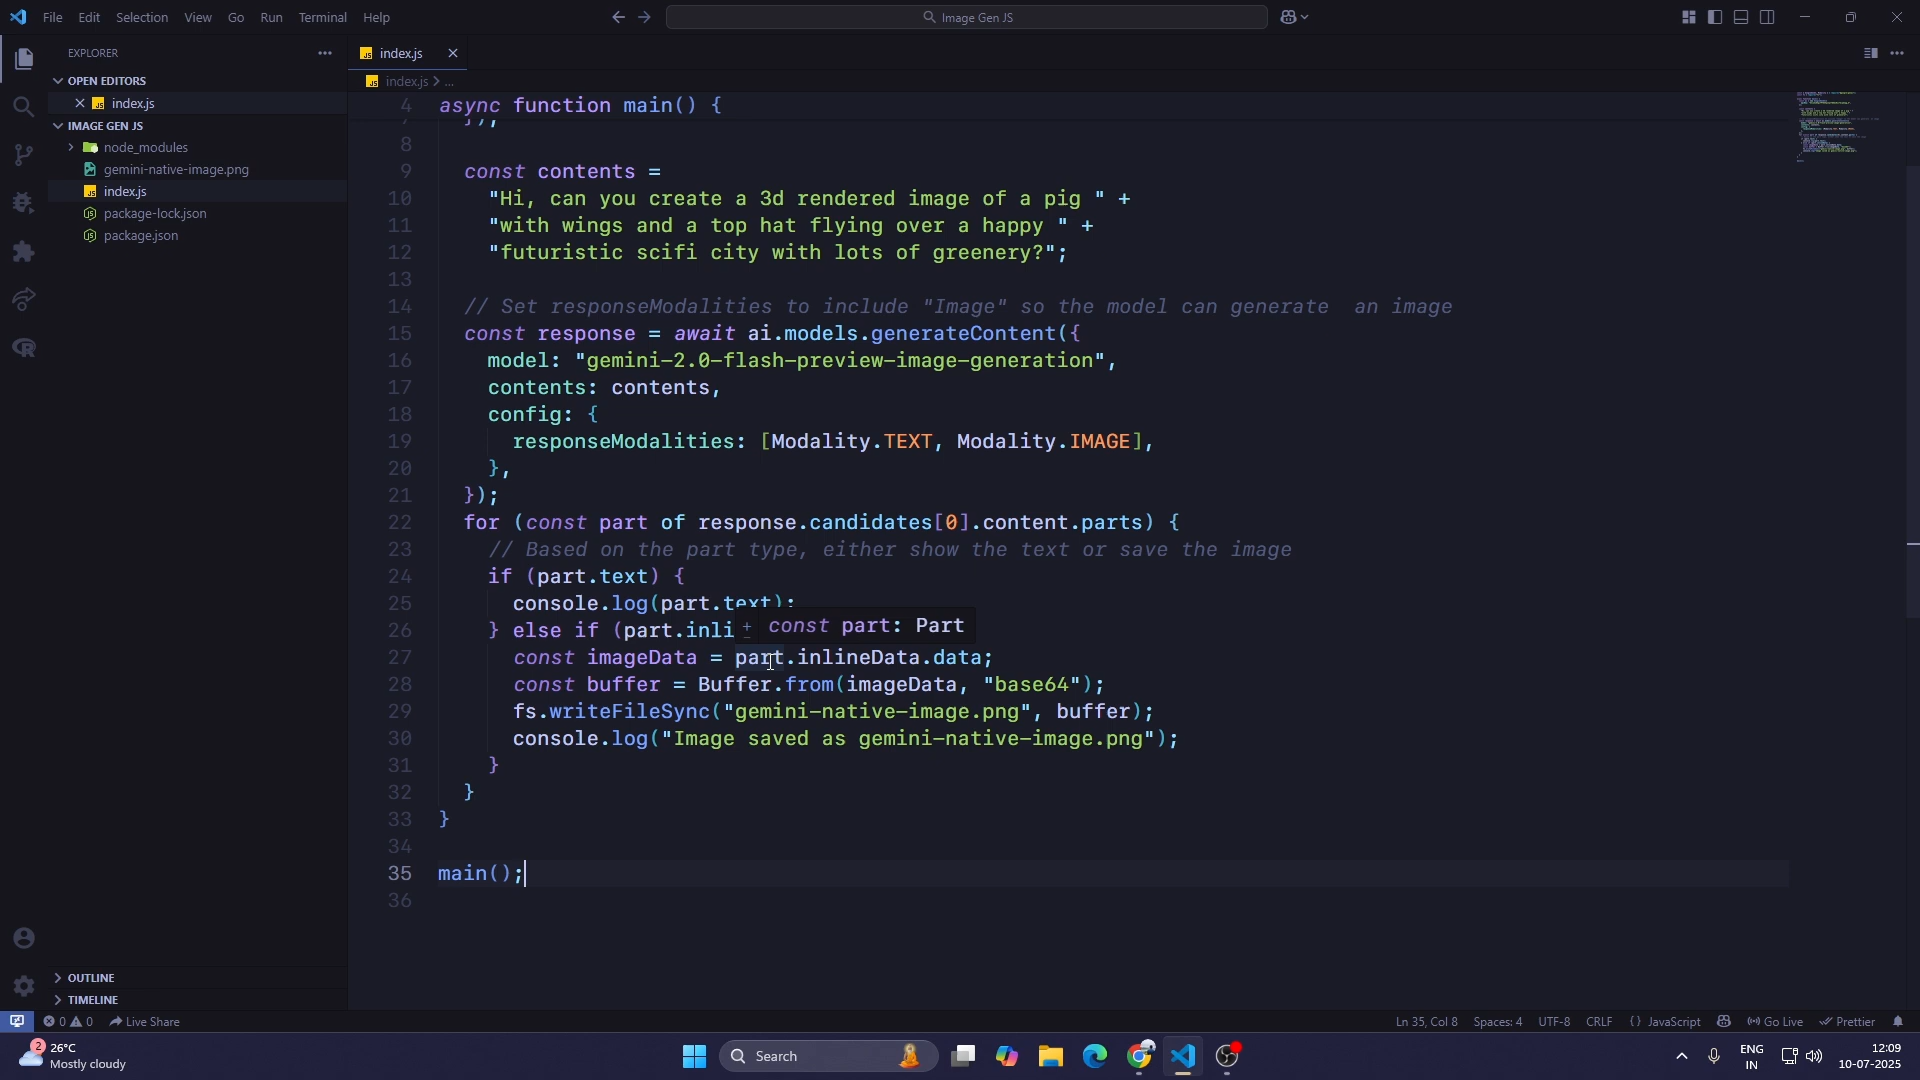 File Edit Selection View Go Run Terminal Help
Image Gen JS
EXPLORER
OPEN EDITORS
index.js
IMAGE GEN JS
node_modules
gemini-native-image.png
index.js
package-lock.json
package.json
OUTLINE
TIMELINE
index.js
index.js > ...
4 async function main() {
8
9 const contents =
10 "Hi, can you create a 3d rendered image of a pig " +
11 "with wings and a top hat flying over a happy " +
12 "futuristic scifi city with lots of greenery?";
13
14 // Set responseModalities to include "Image" so the model can generate  an image
15 const response = await ai.models.generateContent({
16 model: "gemini-2.0-flash-preview-image-generation",
17 contents: contents,
18 config: {
19 responseModalities: [Modality.TEXT, Modality.IMAGE],
20 },
21 });
22 for (const part of response.candidates[0].content.parts) {
23 // Based on the part type, either show the text or save the image
24 if (part.text) {
25 console.log(part.text);
26 } else if (part.inli
const part: Part
27 const imageData = part.inlineData.data;
28 const buffer = Buffer.from(imageData, "base64");
29 fs.writeFileSync("gemini-native-image.png", buffer);
30 console.log("Image saved as gemini-native-image.png");
31 }
32 }
33 }
34
35 main();
36
0 0 Live Share
Ln 35, Col 8 Spaces: 4 UTF-8 CRLF {} JavaScript Go Live Prettier
2
26°C
Mostly cloudy
Search
ENG
IN
12:09
10-07-2025